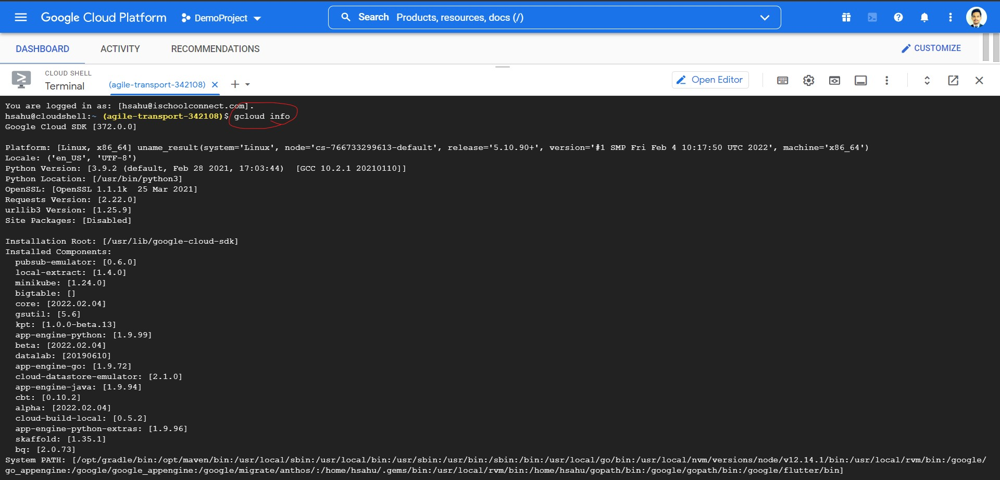 Google Cloud Platform DemoProject Search Products, resources, docs (/)
DASHBOARD ACTIVITY RECOMMENDATIONS CUSTOMIZE
CLOUD SHELL
Terminal (agile-transport-342108) Open Editor
You are logged in as: [hsahu@ischoolconnect.com].
hsahu@cloudshell:~ (agile-transport-342108)$ gcloud info
Google Cloud SDK [372.0.0]
Platform: [Linux, x86_64] uname_result(system='Linux', node='cs-766733299613-default', release='5.10.90+', version='#1 SMP Fri Feb 4 10:17:50 UTC 2022', machine='x86_64')
Locale: ('en_US', 'UTF-8')
Python Version: [3.9.2 (default, Feb 28 2021, 17:03:44)  [GCC 10.2.1 20210110]]
Python Location: [/usr/bin/python3]
OpenSSL: [OpenSSL 1.1.1k  25 Mar 2021]
Requests Version: [2.22.0]
urllib3 Version: [1.25.9]
Site Packages: [Disabled]
Installation Root: [/usr/lib/google-cloud-sdk]
Installed Components:
pubsub-emulator: [0.6.0]
local-extract: [1.4.0]
minikube: [1.24.0]
bigtable: []
core: [2022.02.04]
gsutil: [5.6]
kpt: [1.0.0-beta.13]
app-engine-python: [1.9.99]
beta: [2022.02.04]
datalab: [20190610]
app-engine-go: [1.9.72]
cloud-datastore-emulator: [2.1.0]
app-engine-java: [1.9.94]
cbt: [0.10.2]
alpha: [2022.02.04]
cloud-build-local: [0.5.2]
app-engine-python-extras: [1.9.96]
skaffold: [1.35.1]
bq: [2.0.73]
System PATH: [/opt/gradle/bin:/opt/maven/bin:/usr/local/sbin:/usr/local/bin:/usr/sbin:/usr/bin:/sbin:/bin:/usr/local/go/bin:/usr/local/nvm/versions/node/v12.14.1/bin:/usr/local/rvm/bin:/google/
go_appengine:/google/google_appengine:/google/migrate/anthos/:/home/hsahu/.gems/bin:/usr/local/rvm/bin:/home/hsahu/gopath/bin:/google/gopath/bin:/google/flutter/bin]